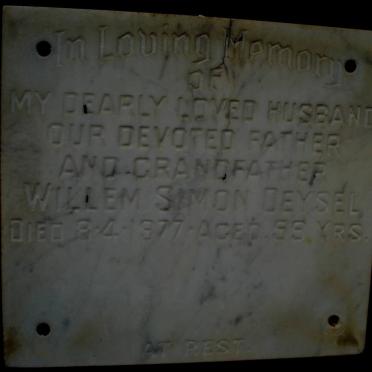 In Loving Memory
OF
MY DEARLY LOVED HUSBAND
OUR DEVOTED FATHER
AND GRANDFATHER
WILLEM SIMON DEYSEL
DIED 8·4·1977·AGED 59 YRS.
AT REST